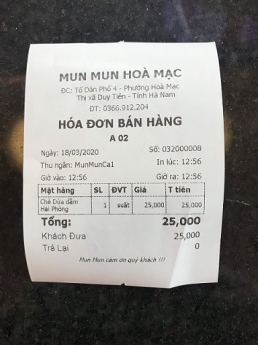 MUN MUN HOÀ MẠC
ĐC: Tổ Dân Phố 4 - Phường Hoà Mạc
Thị xã Duy Tiên - Tỉnh Hà Nam
ĐT: 0366.912.204
HÓA ĐƠN BÁN HÀNG
A 02
Ngày: 18/03/2020 Số: 032000008
Thu ngân: MunMunCa1 In lúc: 12:56
Giờ vào: 12:56 Giờ ra: 12:56
Mặt hàng SL ĐVT Giá T tiền
Chè Dừa dầm 1 suất 25,000 25,000
Hải Phòng
Tổng: 25,000
Khách Đưa 25,000
Trả Lại 0
Mun Mun cảm ơn quý khách !!!